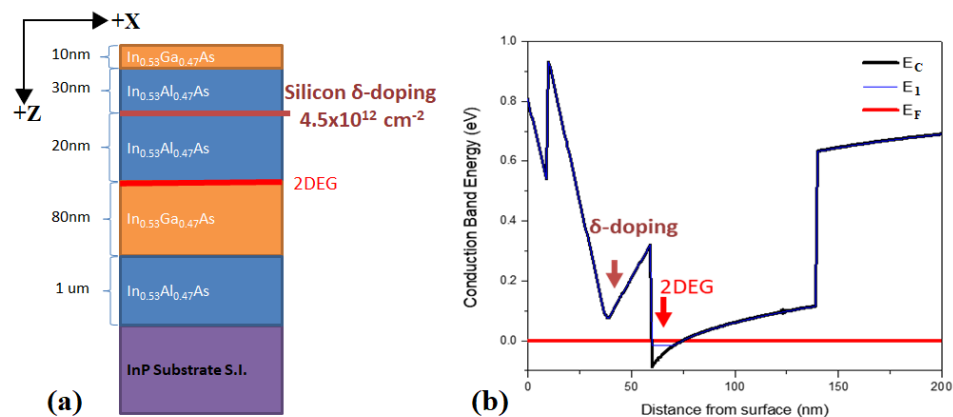 (a)
+X
+Z
10nm
In₀.₅₃Ga₀.₄₇As
30nm
In₀.₅₃Al₀.₄₇As
Silicon δ-doping
4.5x10¹² cm⁻²
20nm
In₀.₅₃Al₀.₄₇As
2DEG
80nm
In₀.₅₃Ga₀.₄₇As
1 um
In₀.₅₃Al₀.₄₇As
InP Substrate S.I.
(b)
Conduction Band Energy (eV)
1.0
0.8
0.6
0.4
0.2
0.0
E_C
E_1
E_F
δ-doping
2DEG
0
50
100
150
200
Distance from surface (nm)